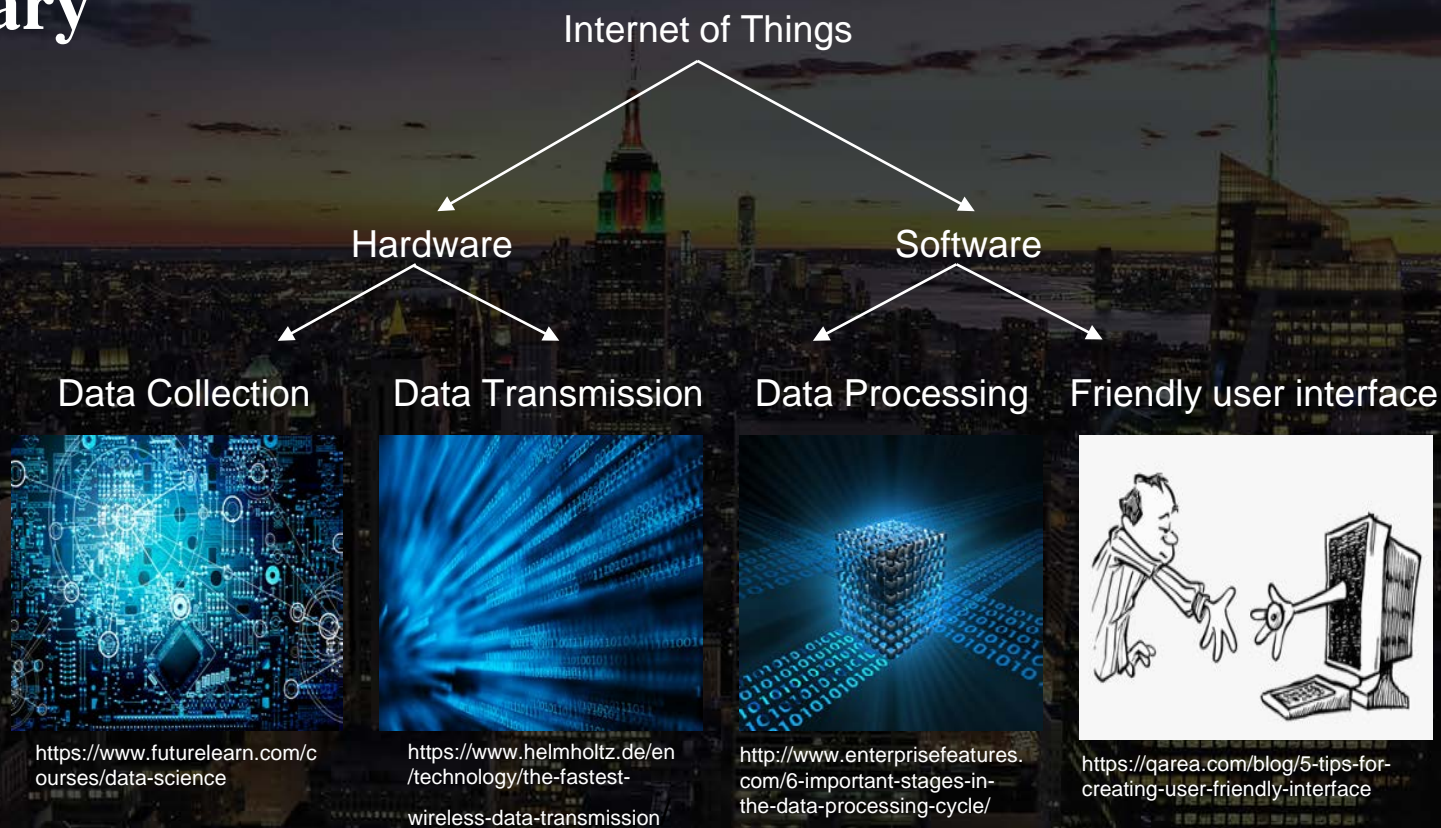 ary
Internet of Things
Hardware
Software
Data Collection
Data Transmission
Data Processing
Friendly user interface
https://www.futurelearn.com/c
ourses/data-science
https://www.helmholtz.de/en
/technology/the-fastest-
wireless-data-transmission
http://www.enterprisefeatures.
com/6-important-stages-in-
the-data-processing-cycle/
https://qarea.com/blog/5-tips-for-
creating-user-friendly-interface